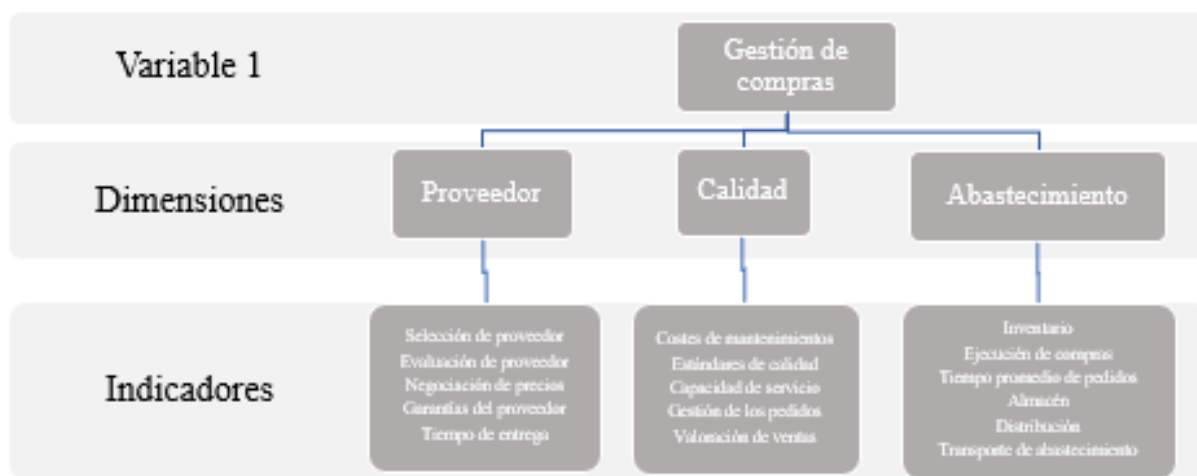 Variable 1
Gestión de
compras
Dimensiones
Proveedor
Calidad
Abastecimiento
Indicadores
Selección de proveedor
Evaluación de proveedor
Negociación de precios
Garantías del proveedor
Tiempo de entrega
Costes de mantenimientos
Estándares de calidad
Capacidad de servicio
Gestión de los pedidos
Valoración de ventas
Inventario
Ejecución de compras
Tiempo promedio de pedidos
Almacén
Distribución
Transporte de abastecimiento